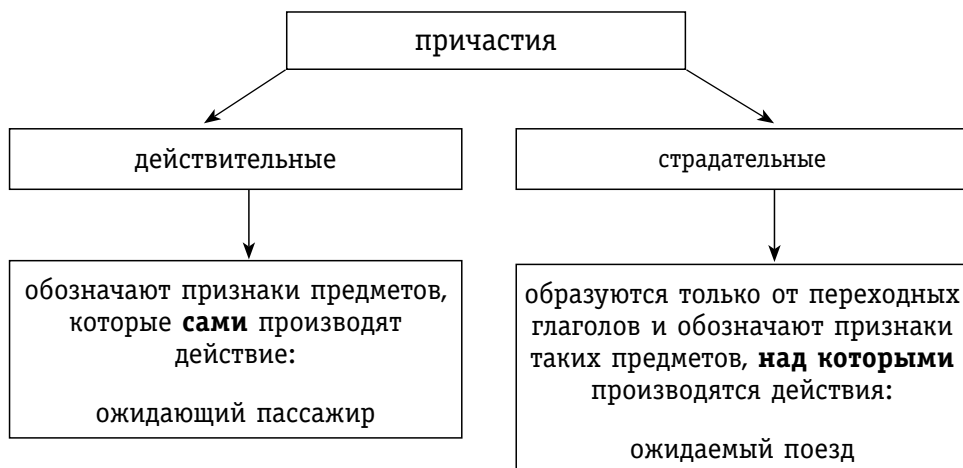 причастия
действительные
страдательные
обозначают признаки предметов,
которые сами производят
действие:
ожидающий пассажир
образуются только от переходных
глаголов и обозначают признаки
таких предметов, над которыми
производятся действия:
ожидаемый поезд